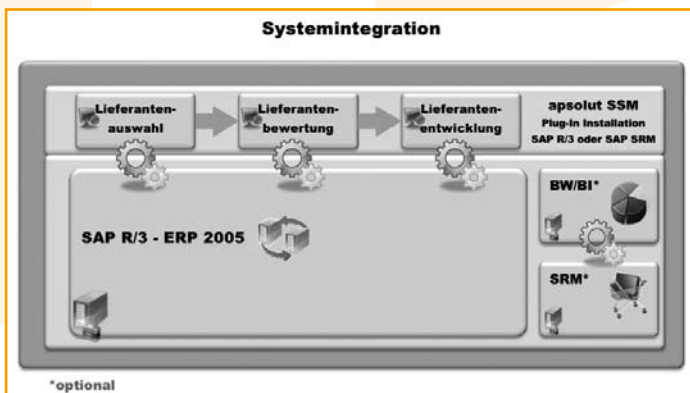 Systemintegration
Lieferanten-
auswahl
Lieferanten-
bewertung
Lieferanten-
entwicklung
apsolut SSM
Plug-In Installation
SAP R/3 oder SAP SRM
SAP R/3 - ERP 2005
BW/BI*
SRM*
*optional